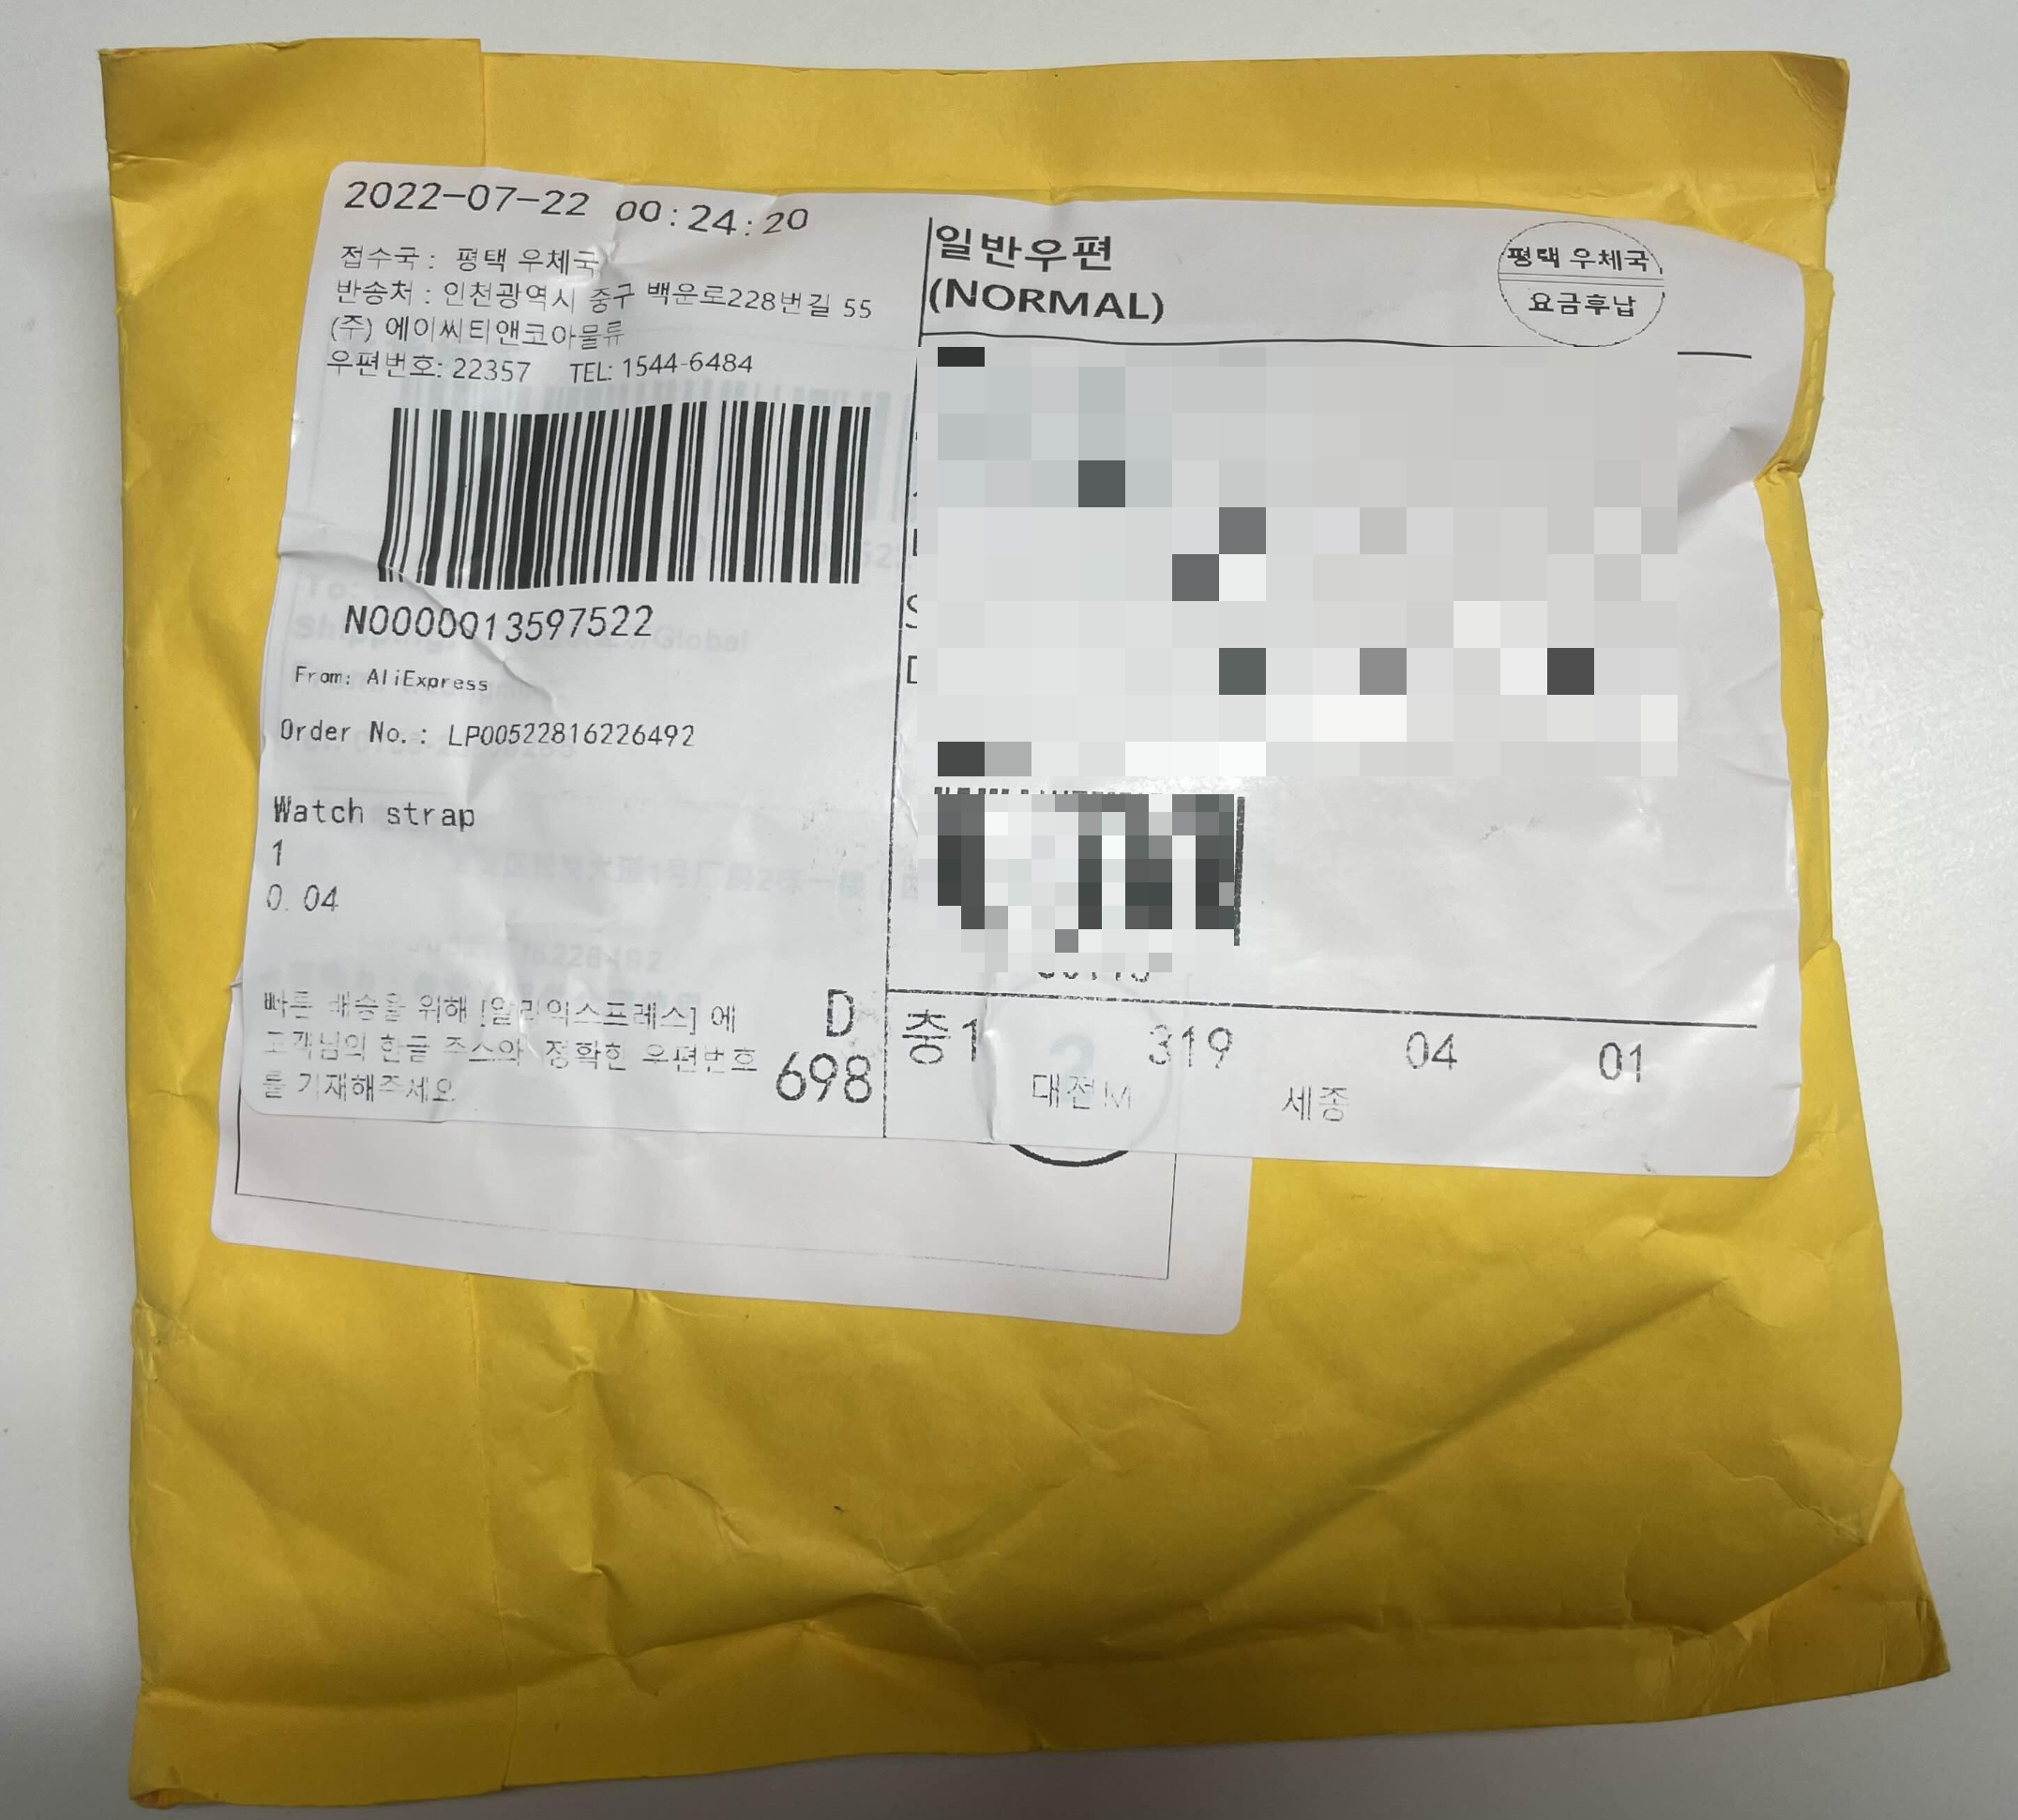 2022-07-22 00:24:20
접수국 : 평택 우체국
반송처 : 인천광역시 중구 백운로228번길 55
(주) 에이씨티앤코아물류
우편번호: 22357 TEL: 1544-6484
N0000013597522
From: AliExpress
Order No.: LP00522816226492
Watch strap
1
0.04
빠른 배송을 위해 [알리익스프레스] 에
고객님의 한글 주소와 정확한 우편번호
를 기재해주세요
D
698
일반우편
(NORMAL)
평택 우체국
요금후납
중1 319 04 01
대전M 세종